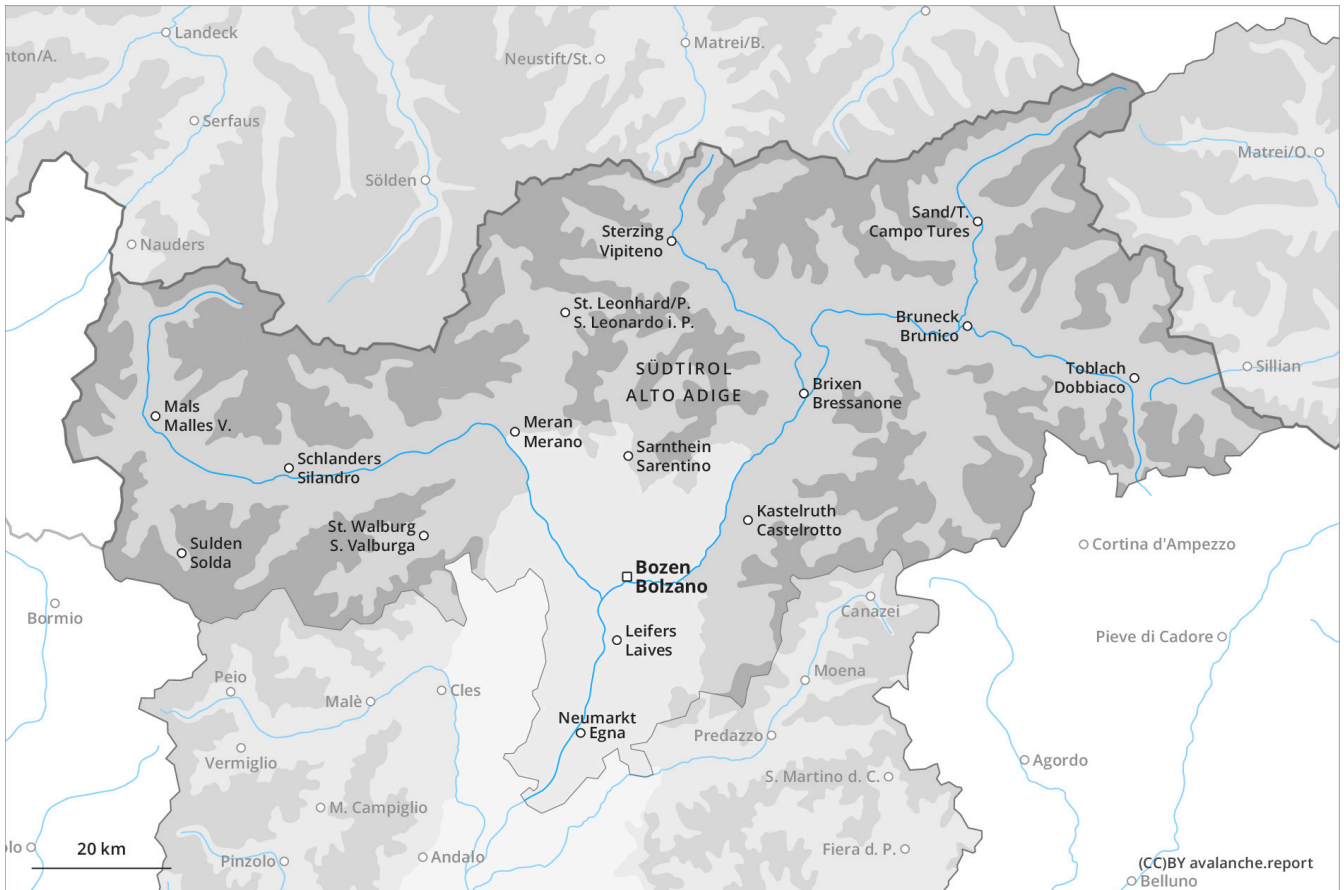 Landeck
Matrei/B.
nton/A.
Neustift/St.
Serfaus
Matrei/O.
Sölden
Sand/T.
Campo Tures
Sterzing
Vipiteno
Nauders
St. Leonhard/P.
S. Leonardo i. P.
Bruneck
Brunico
SÜDTIROL
ALTO ADIGE
Toblach
Dobbiaco
Sillian
Brixen
Bressanone
Mals
Malles V.
Meran
Merano
Sarnthein
Sarentino
Schlanders
Silandro
Kastelruth
Castelrotto
St. Walburg
S. Valburga
Sulden
Solda
Cortina d'Ampezzo
Bozen
Bolzano
Bormio
Canazei
Leifers
Laives
Pieve di Cadore
Peio
Moena
Malè
Cles
Neumarkt
Egna
Predazzo
Vermiglio
Agordo
S. Martino d. C.
M. Campiglio
lo
20 km
Pinzolo
Andalo
Fiera d. P.
(CC)BY avalanche.report
Belluno